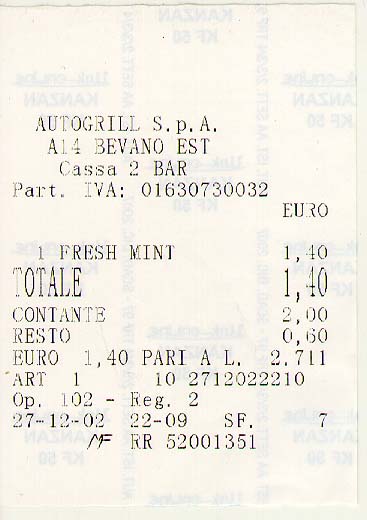 AUTOGRILL S.p.A.
A14 BEVANO EST
Cassa 2 BAR
Part. IVA: 01630730032
EURO
1 FRESH MINT 1,40
TOTALE 1,40
CONTANTE 2,00
RESTO 0,60
EURO 1,40 PARI A L. 2.711
ART 1 10 2712022210
Op. 102 - Reg. 2
27-12-02 22-09 SF. 7
MF RR 52001351